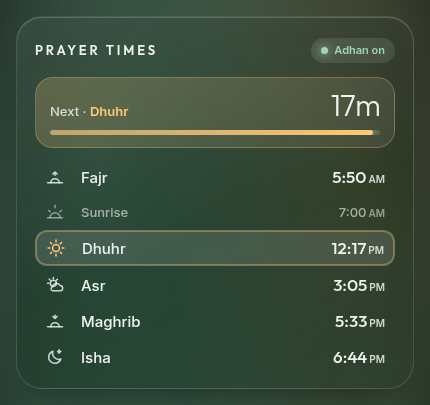 PRAYER TIMES Adhan on
Next · Dhuhr 17m
Fajr 5:50 AM
Sunrise 7:00 AM
Dhuhr 12:17 PM
Asr 3:05 PM
Maghrib 5:33 PM
Isha 6:44 PM